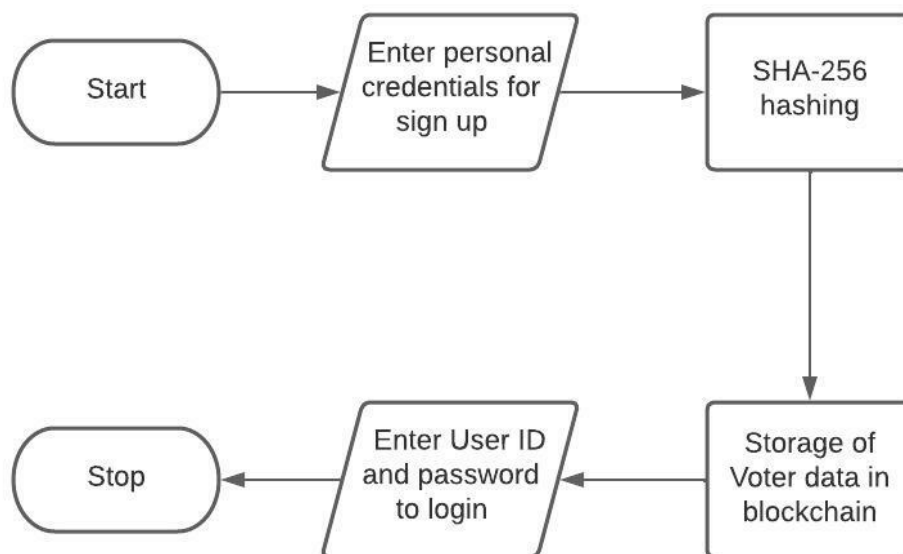 Start
Enter personal
credentials for
sign up
SHA-256
hashing
Storage of
Voter data in
blockchain
Enter User ID
and password
to login
Stop